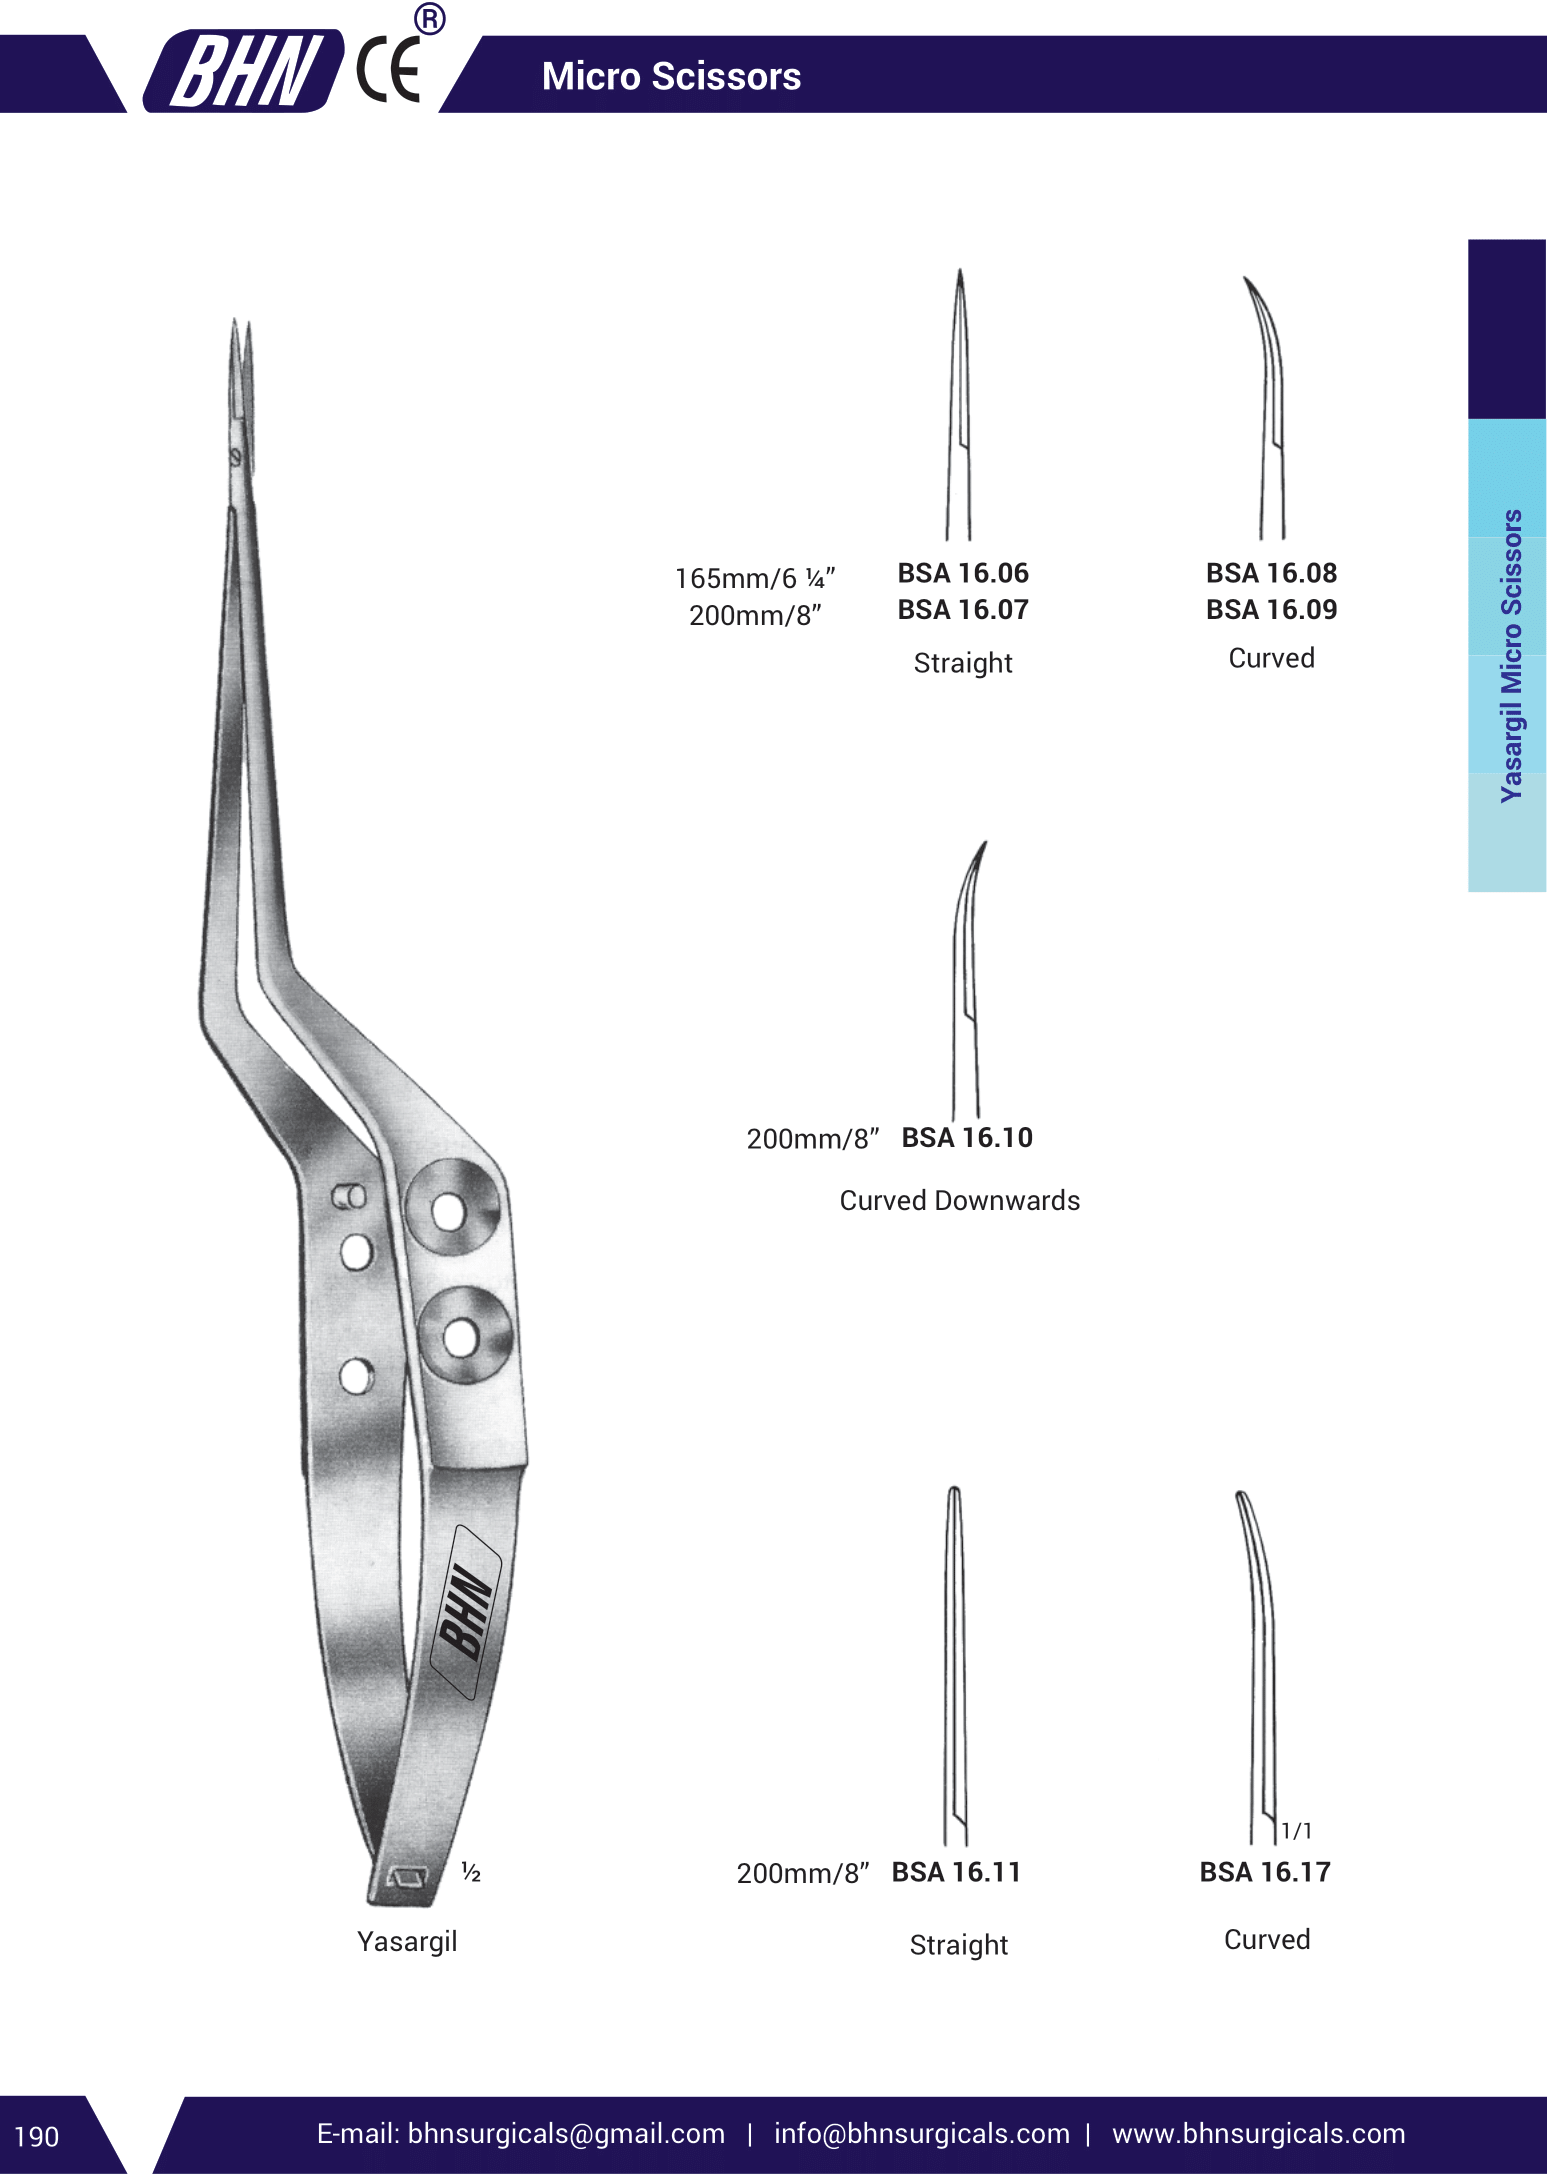 BHN CE ®
Micro Scissors
Yasargil Micro Scissors
165mm/6 ¼” BSA 16.06 BSA 16.08
200mm/8” BSA 16.07 BSA 16.09
Straight Curved
200mm/8” BSA 16.10
Curved Downwards
BHN
½
1/1
200mm/8” BSA 16.11 BSA 16.17
Yasargil Straight Curved
190
E-mail: bhnsurgicals@gmail.com | info@bhnsurgicals.com | www.bhnsurgicals.com